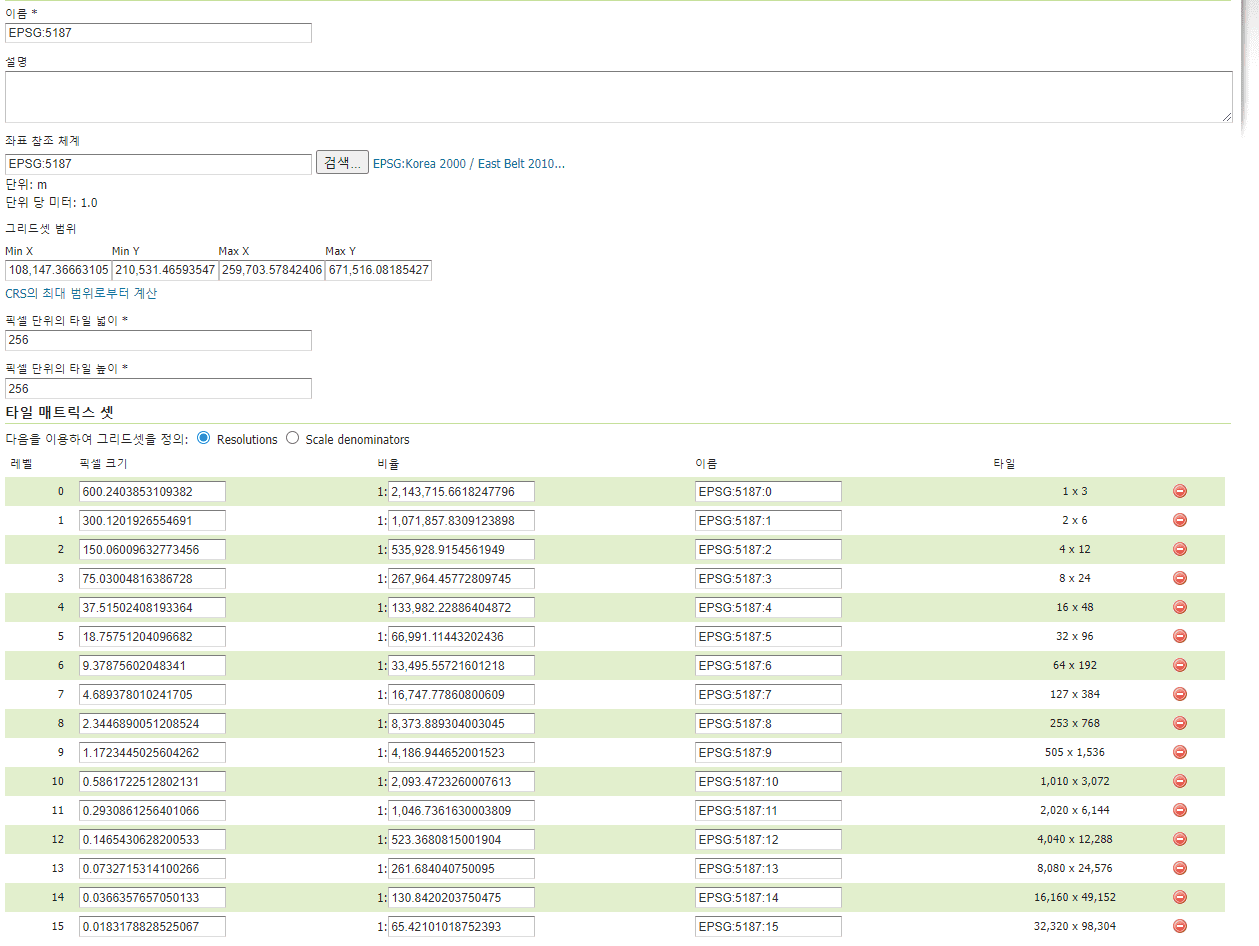 이름 *
EPSG:5187
설명
좌표 참조 체계
EPSG:5187 검색... EPSG:Korea 2000 / East Belt 2010...
단위: m
단위 당 미터: 1.0
그리드셋 범위
Min X Min Y Max X Max Y
108,147.36663105 210,531.46593547 259,703.57842406 671,516.08185427
CRS의 최대 범위로부터 계산
픽셀 단위의 타일 넓이 *
256
픽셀 단위의 타일 높이 *
256
타일 매트릭스 셋
다음을 이용하여 그리드셋을 정의: Resolutions Scale denominators
레벨 픽셀 크기 비율 이름 타일
0 600.2403853109382 1: 2,143,715.6618247796 EPSG:5187:0 1 x 3
1 300.1201926554691 1: 1,071,857.8309123898 EPSG:5187:1 2 x 6
2 150.06009632773456 1: 535,928.9154561949 EPSG:5187:2 4 x 12
3 75.03004816386728 1: 267,964.45772809745 EPSG:5187:3 8 x 24
4 37.51502408193364 1: 133,982.22886404872 EPSG:5187:4 16 x 48
5 18.75751204096682 1: 66,991.11443202436 EPSG:5187:5 32 x 96
6 9.37875602048341 1: 33,495.55721601218 EPSG:5187:6 64 x 192
7 4.689378010241705 1: 16,747.77860800609 EPSG:5187:7 127 x 384
8 2.3446890051208524 1: 8,373.889304003045 EPSG:5187:8 253 x 768
9 1.1723445025604262 1: 4,186.944652001523 EPSG:5187:9 505 x 1,536
10 0.5861722512802131 1: 2,093.4723260007613 EPSG:5187:10 1,010 x 3,072
11 0.2930861256401066 1: 1,046.7361630003809 EPSG:5187:11 2,020 x 6,144
12 0.1465430628200533 1: 523.3680815001904 EPSG:5187:12 4,040 x 12,288
13 0.0732715314100266 1: 261.684040750095 EPSG:5187:13 8,080 x 24,576
14 0.0366357657050133 1: 130.8420203750475 EPSG:5187:14 16,160 x 49,152
15 0.0183178828525067 1: 65.42101018752393 EPSG:5187:15 32,320 x 98,304